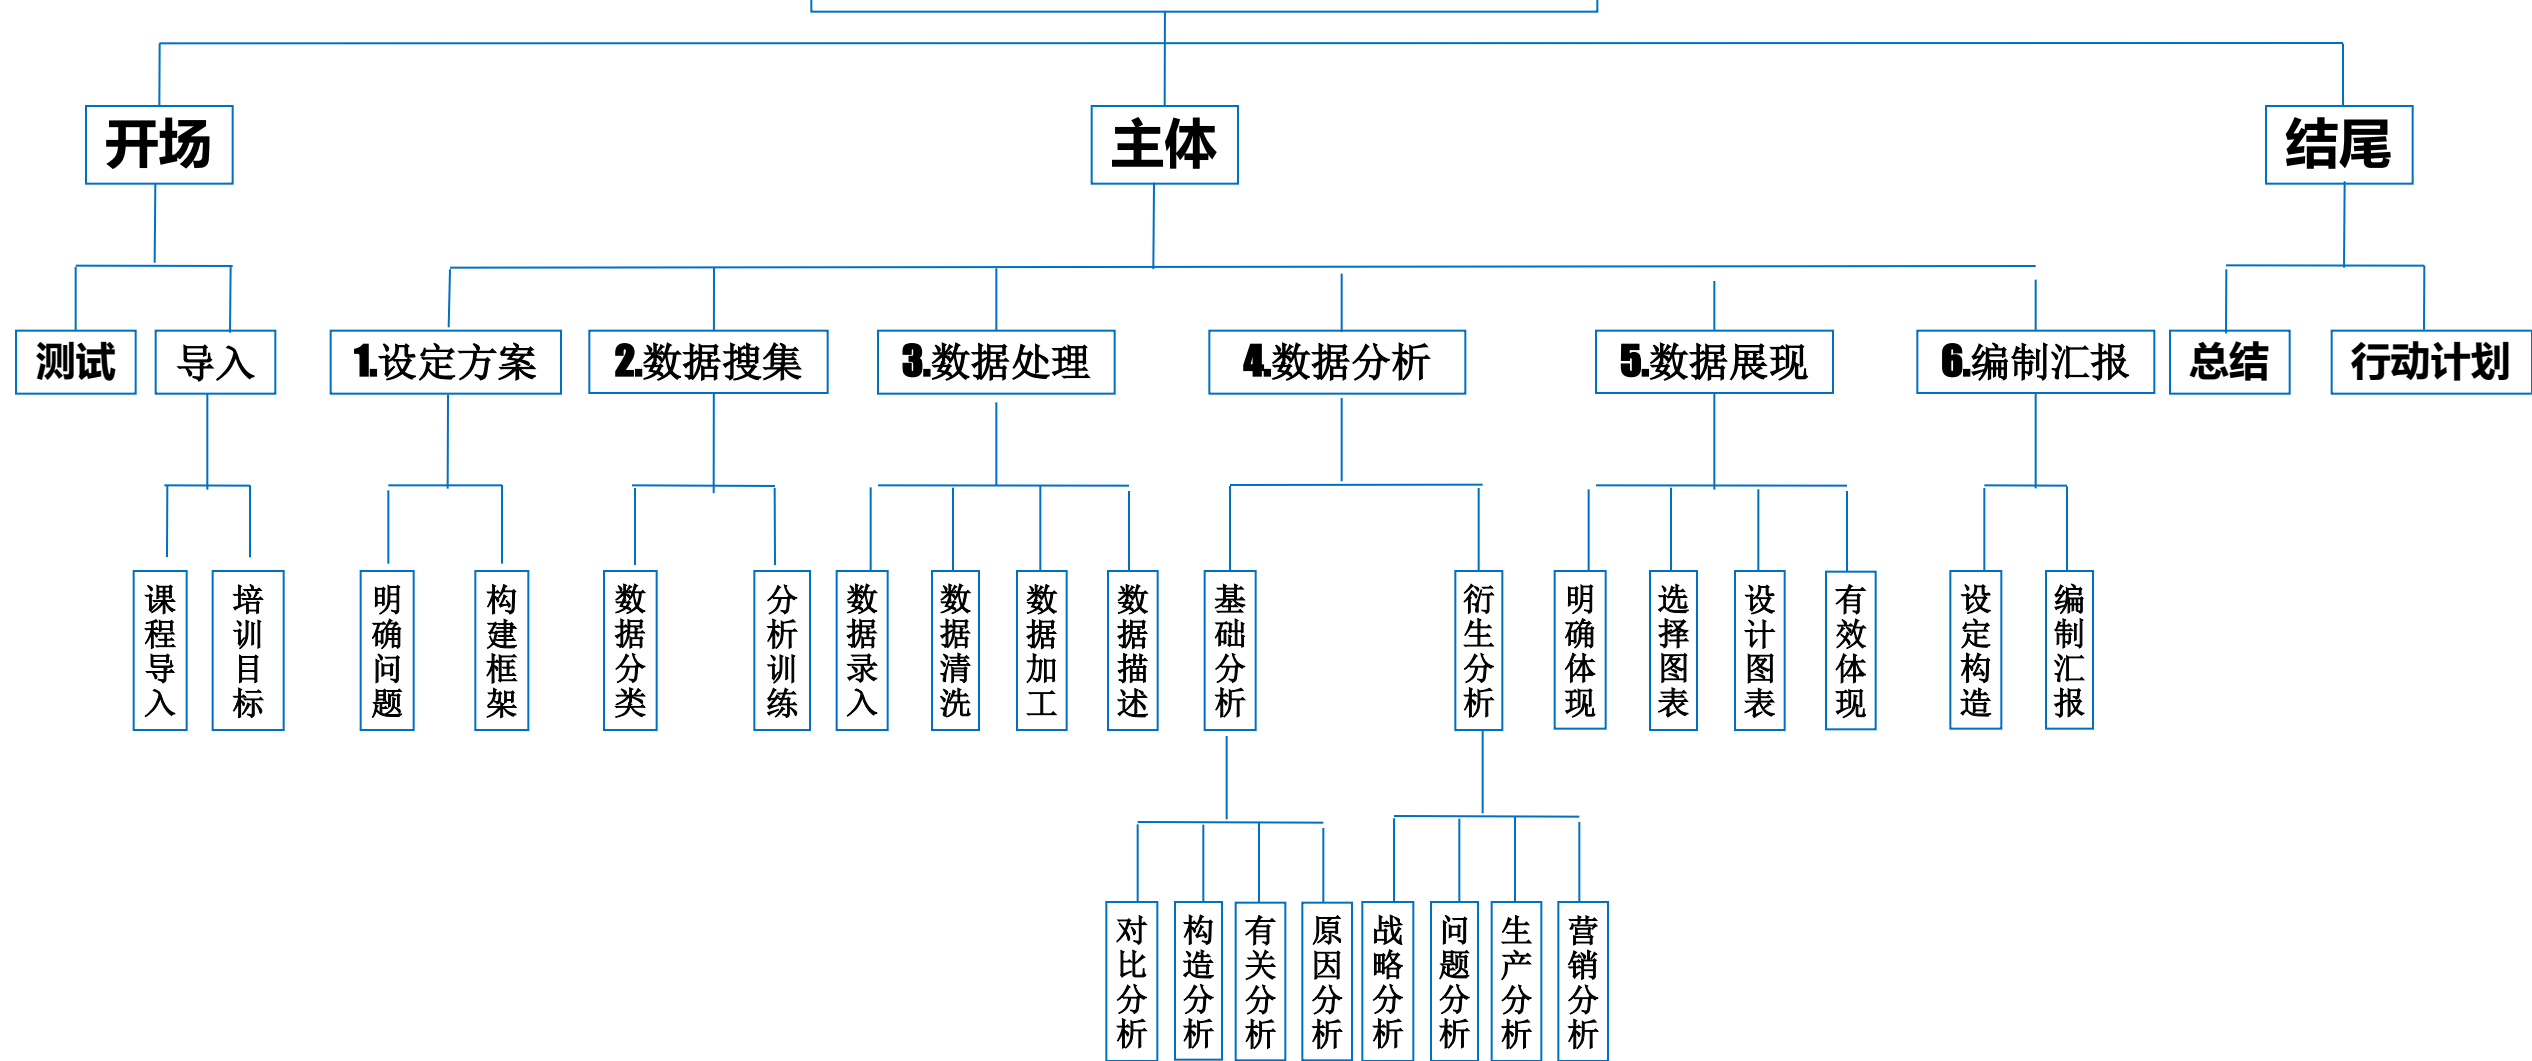 开场
主体
结尾
测试
导入
1.设定方案
2.数据搜集
3.数据处理
4.数据分析
5.数据展现
6.编制汇报
总结
行动计划
课程导入
培训目标
明确问题
构建框架
数据分类
分析训练
数据录入
数据清洗
数据加工
数据描述
基础分析
衍生分析
明确体现
选择图表
设计图表
有效体现
设定构造
编制汇报
对比分析
构造分析
有关分析
原因分析
战略分析
问题分析
生产分析
营销分析